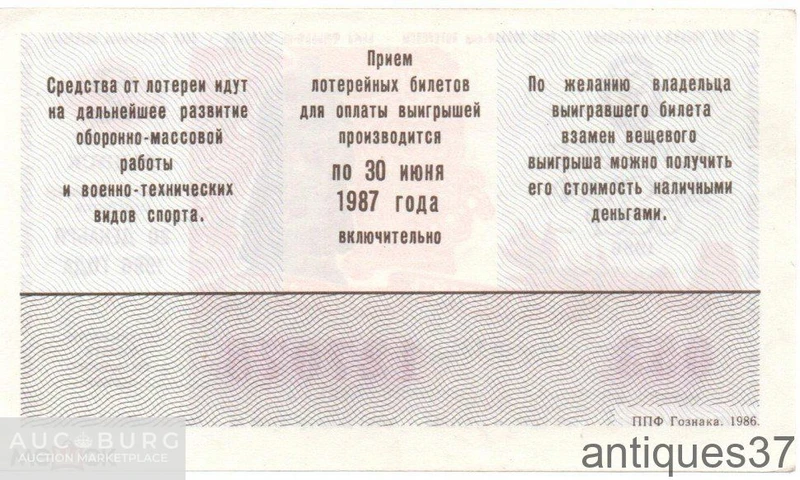 Средства от лотереи идут
на дальнейшее развитие
оборонно-массовой
работы
и военно-технических
видов спорта.
Прием
лотерейных билетов
для оплаты выигрышей
производится
по 30 июня
1987 года
включительно
По желанию владельца
выигравшего билета
взамен вещевого
выигрыша можно получить
его стоимость наличными
деньгами.
ППФ Гознака. 1986.
AUCBURG
AUCTION MARKETPLACE
antiques37